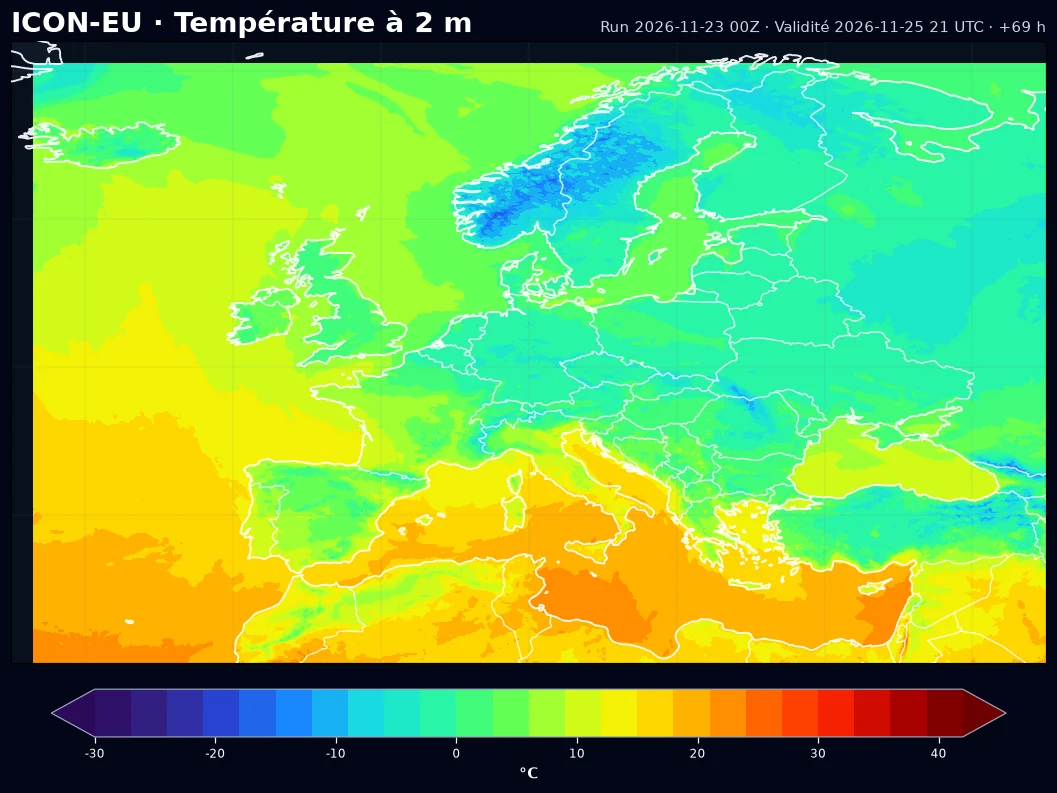 ICON-EU · Température à 2 m
Run 2026-11-23 00Z · Validité 2026-11-25 21 UTC · +69 h
-30 -20 -10 0 10 20 30 40
°C